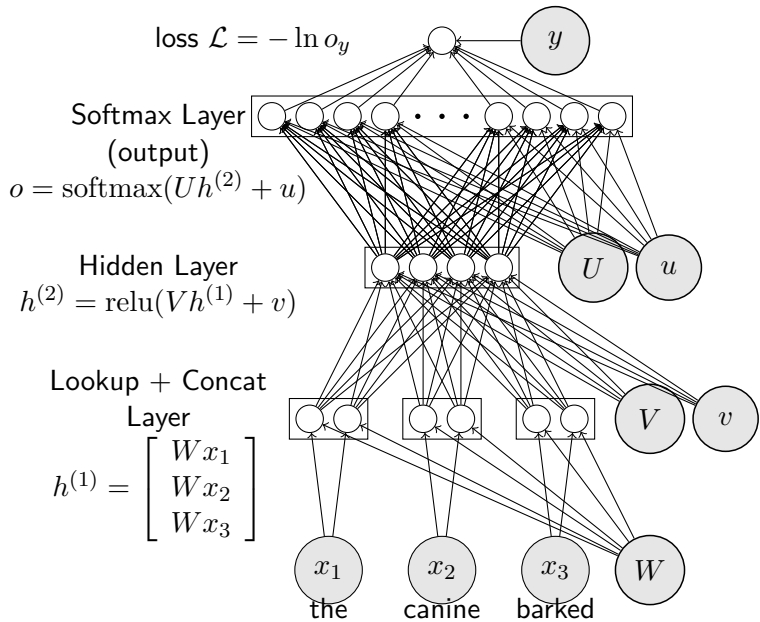 loss ℒ = − ln o_y
y
Softmax Layer
(output)
o = softmax(Uh^{(2)} + u)
. . .
U
u
Hidden Layer
h^{(2)} = relu(Vh^{(1)} + v)
Lookup + Concat
Layer
h^{(1)} = [ Wx_1
Wx_2
Wx_3 ]
V
v
x_1
x_2
x_3
W
the canine barked